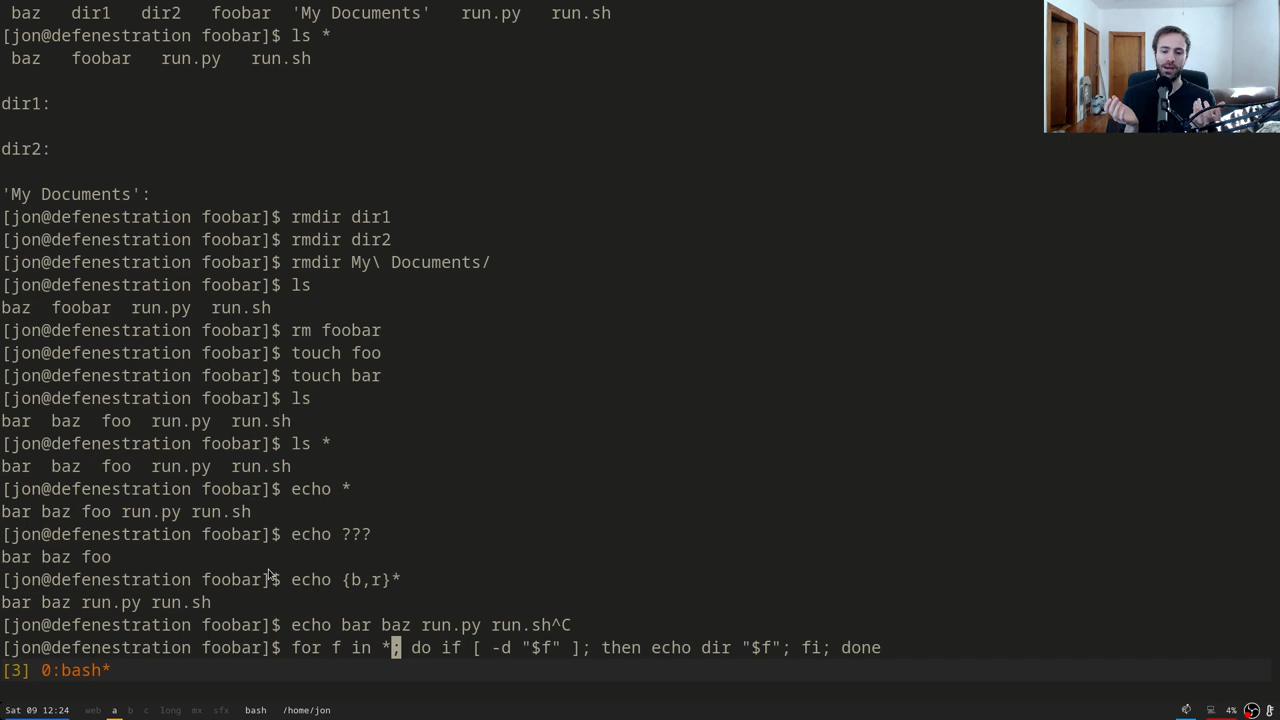 baz   dir1   dir2   foobar  'My Documents'   run.py   run.sh
[jon@defenestration foobar]$ ls *
 baz   foobar   run.py   run.sh
dir1:
dir2:
'My Documents':
[jon@defenestration foobar]$ rmdir dir1
[jon@defenestration foobar]$ rmdir dir2
[jon@defenestration foobar]$ rmdir My\ Documents/
[jon@defenestration foobar]$ ls
baz  foobar  run.py  run.sh
[jon@defenestration foobar]$ rm foobar
[jon@defenestration foobar]$ touch foo
[jon@defenestration foobar]$ touch bar
[jon@defenestration foobar]$ ls
bar  baz  foo  run.py  run.sh
[jon@defenestration foobar]$ ls *
bar  baz  foo  run.py  run.sh
[jon@defenestration foobar]$ echo *
bar baz foo run.py run.sh
[jon@defenestration foobar]$ echo ???
bar baz foo
[jon@defenestration foobar]$ echo {b,r}*
bar baz run.py run.sh
[jon@defenestration foobar]$ echo bar baz run.py run.sh^C
[jon@defenestration foobar]$ for f in *; do if [ -d "$f" ]; then echo dir "$f"; fi; done
[3] 0:bash*
Sat 09 12:24 web a b c long mx sfx bash /home/jon 4%